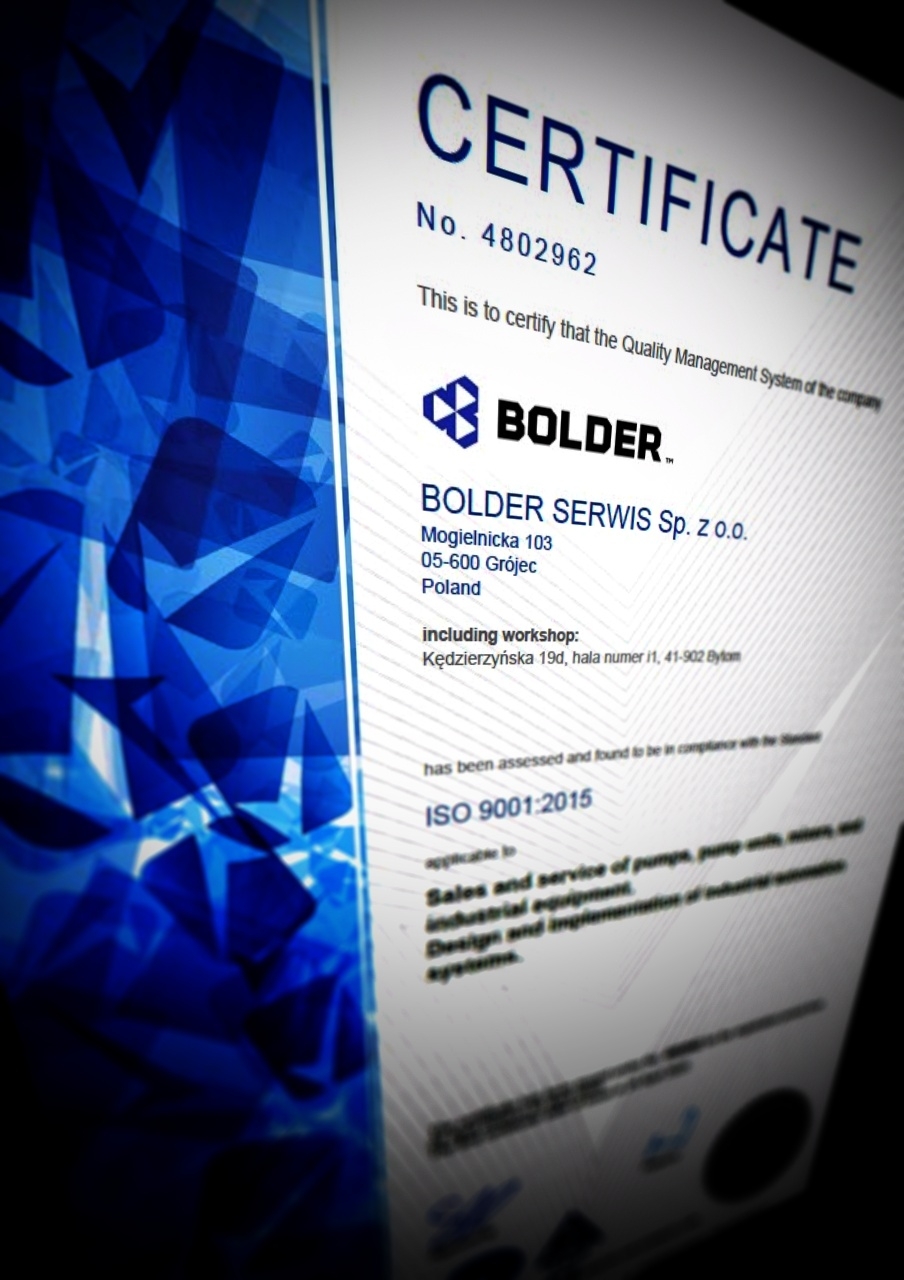 CERTIFICATE
No. 4802962
This is to certify that the Quality Management System of the company
BOLDER™
BOLDER SERWIS Sp. z o.o.
Mogielnicka 103
05-600 Grójec
Poland
including workshop:
Kędzierzyńska 19d, hala numer i1, 41-902 Bytom
has been assessed and found to be in compliance with the Standard
ISO 9001:2015
applicable to
Sales and service of pumps, pump units, mixers, and
industrial equipment.
Design and implementation of industrial automation
systems.